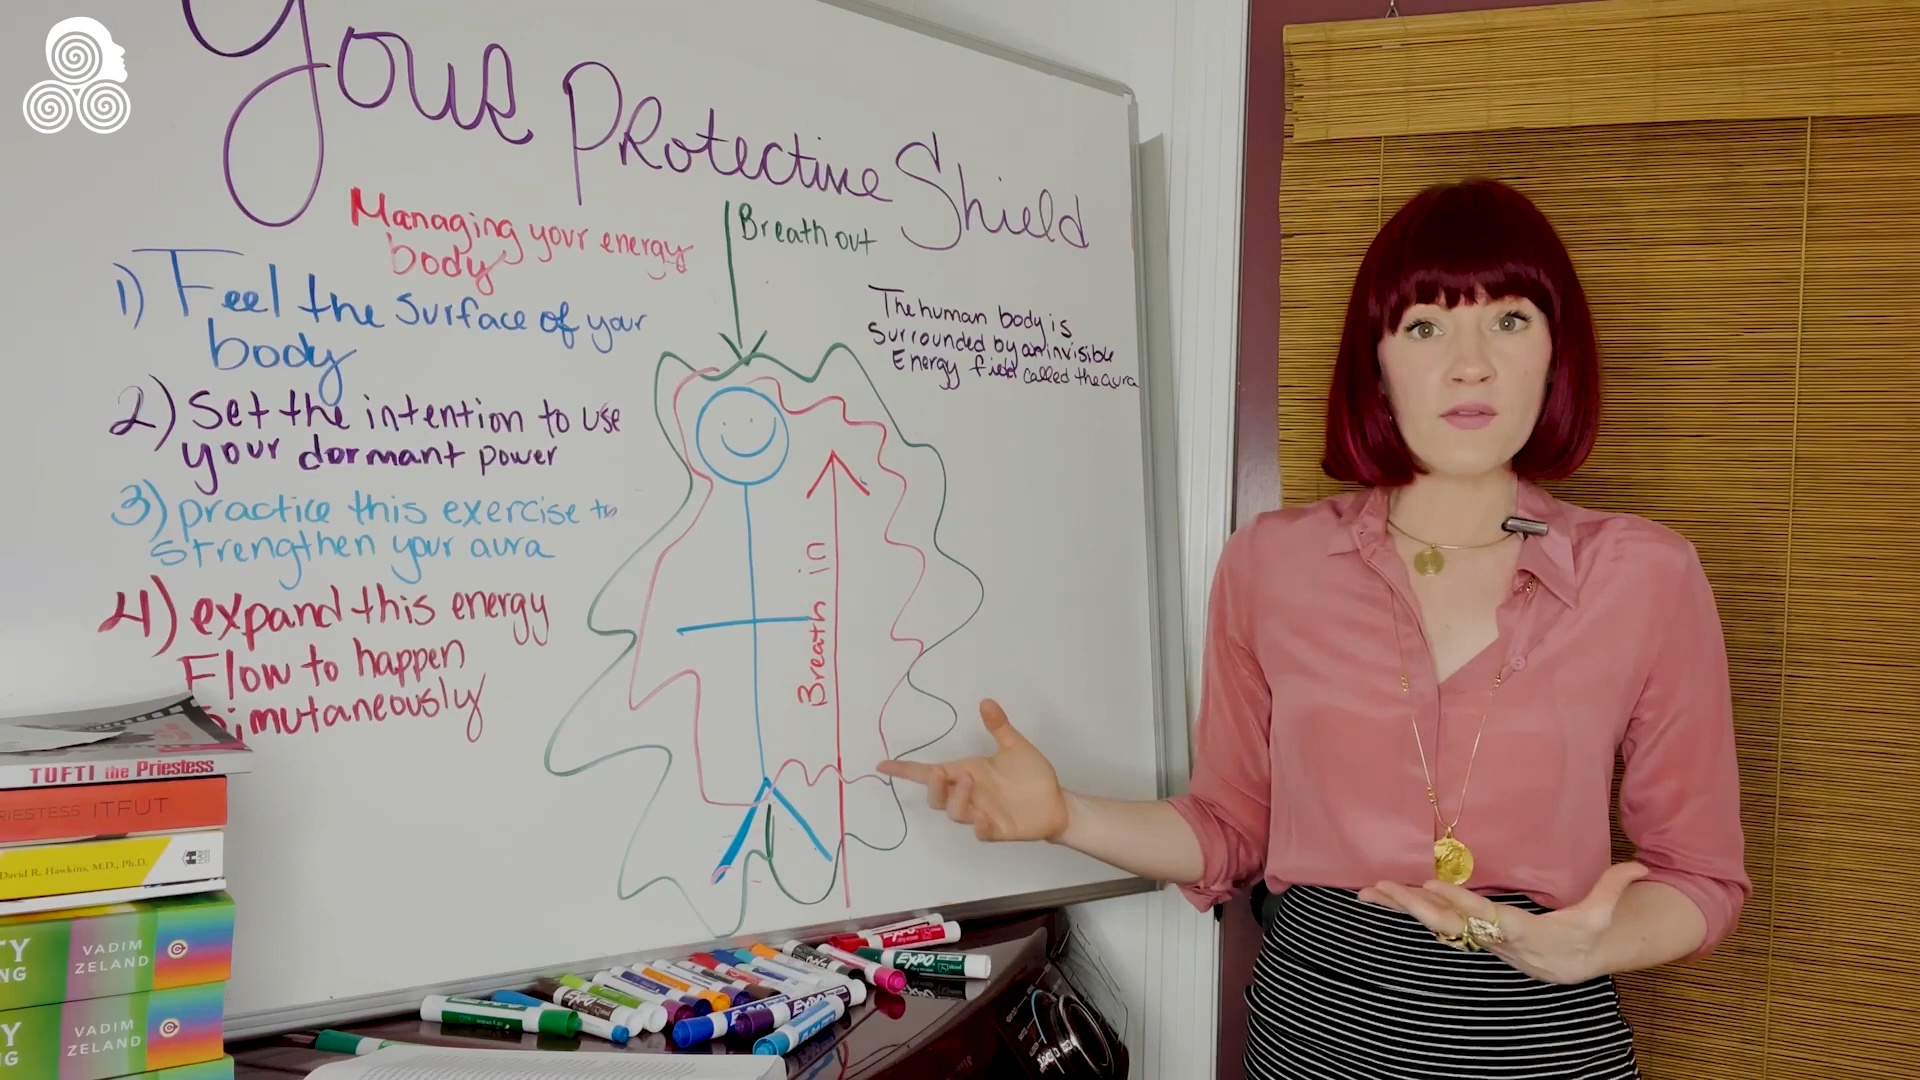 Your Protective Shield
Managing your energy
body
Breath out
1) Feel the surface of your
body
The human body is
surrounded by an invisible
Energy field called the aura
2) Set the intention to use
your dormant power
3) practice this exercise to
strengthen your aura
4) expand this energy
Flow to happen
simutaneously
Breath in
TUFTI the Priestess
PRIESTESS ITFUT
David R. Hawkins, M.D., Ph.D.
VADIM
ZELAND
VADIM
ZELAND
EXPO
EXPO